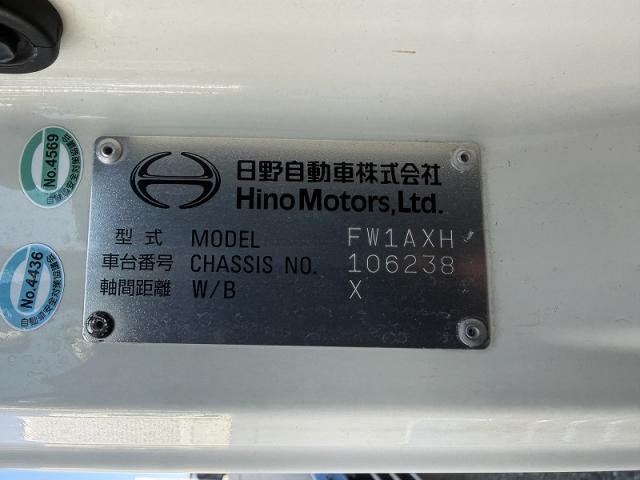 日野自動車株式会社
Hino Motors, Ltd.
型式 MODEL FW1AXH
車台番号 CHASSIS NO. 106238
軸間距離 W/B X
No.4569
No.4436